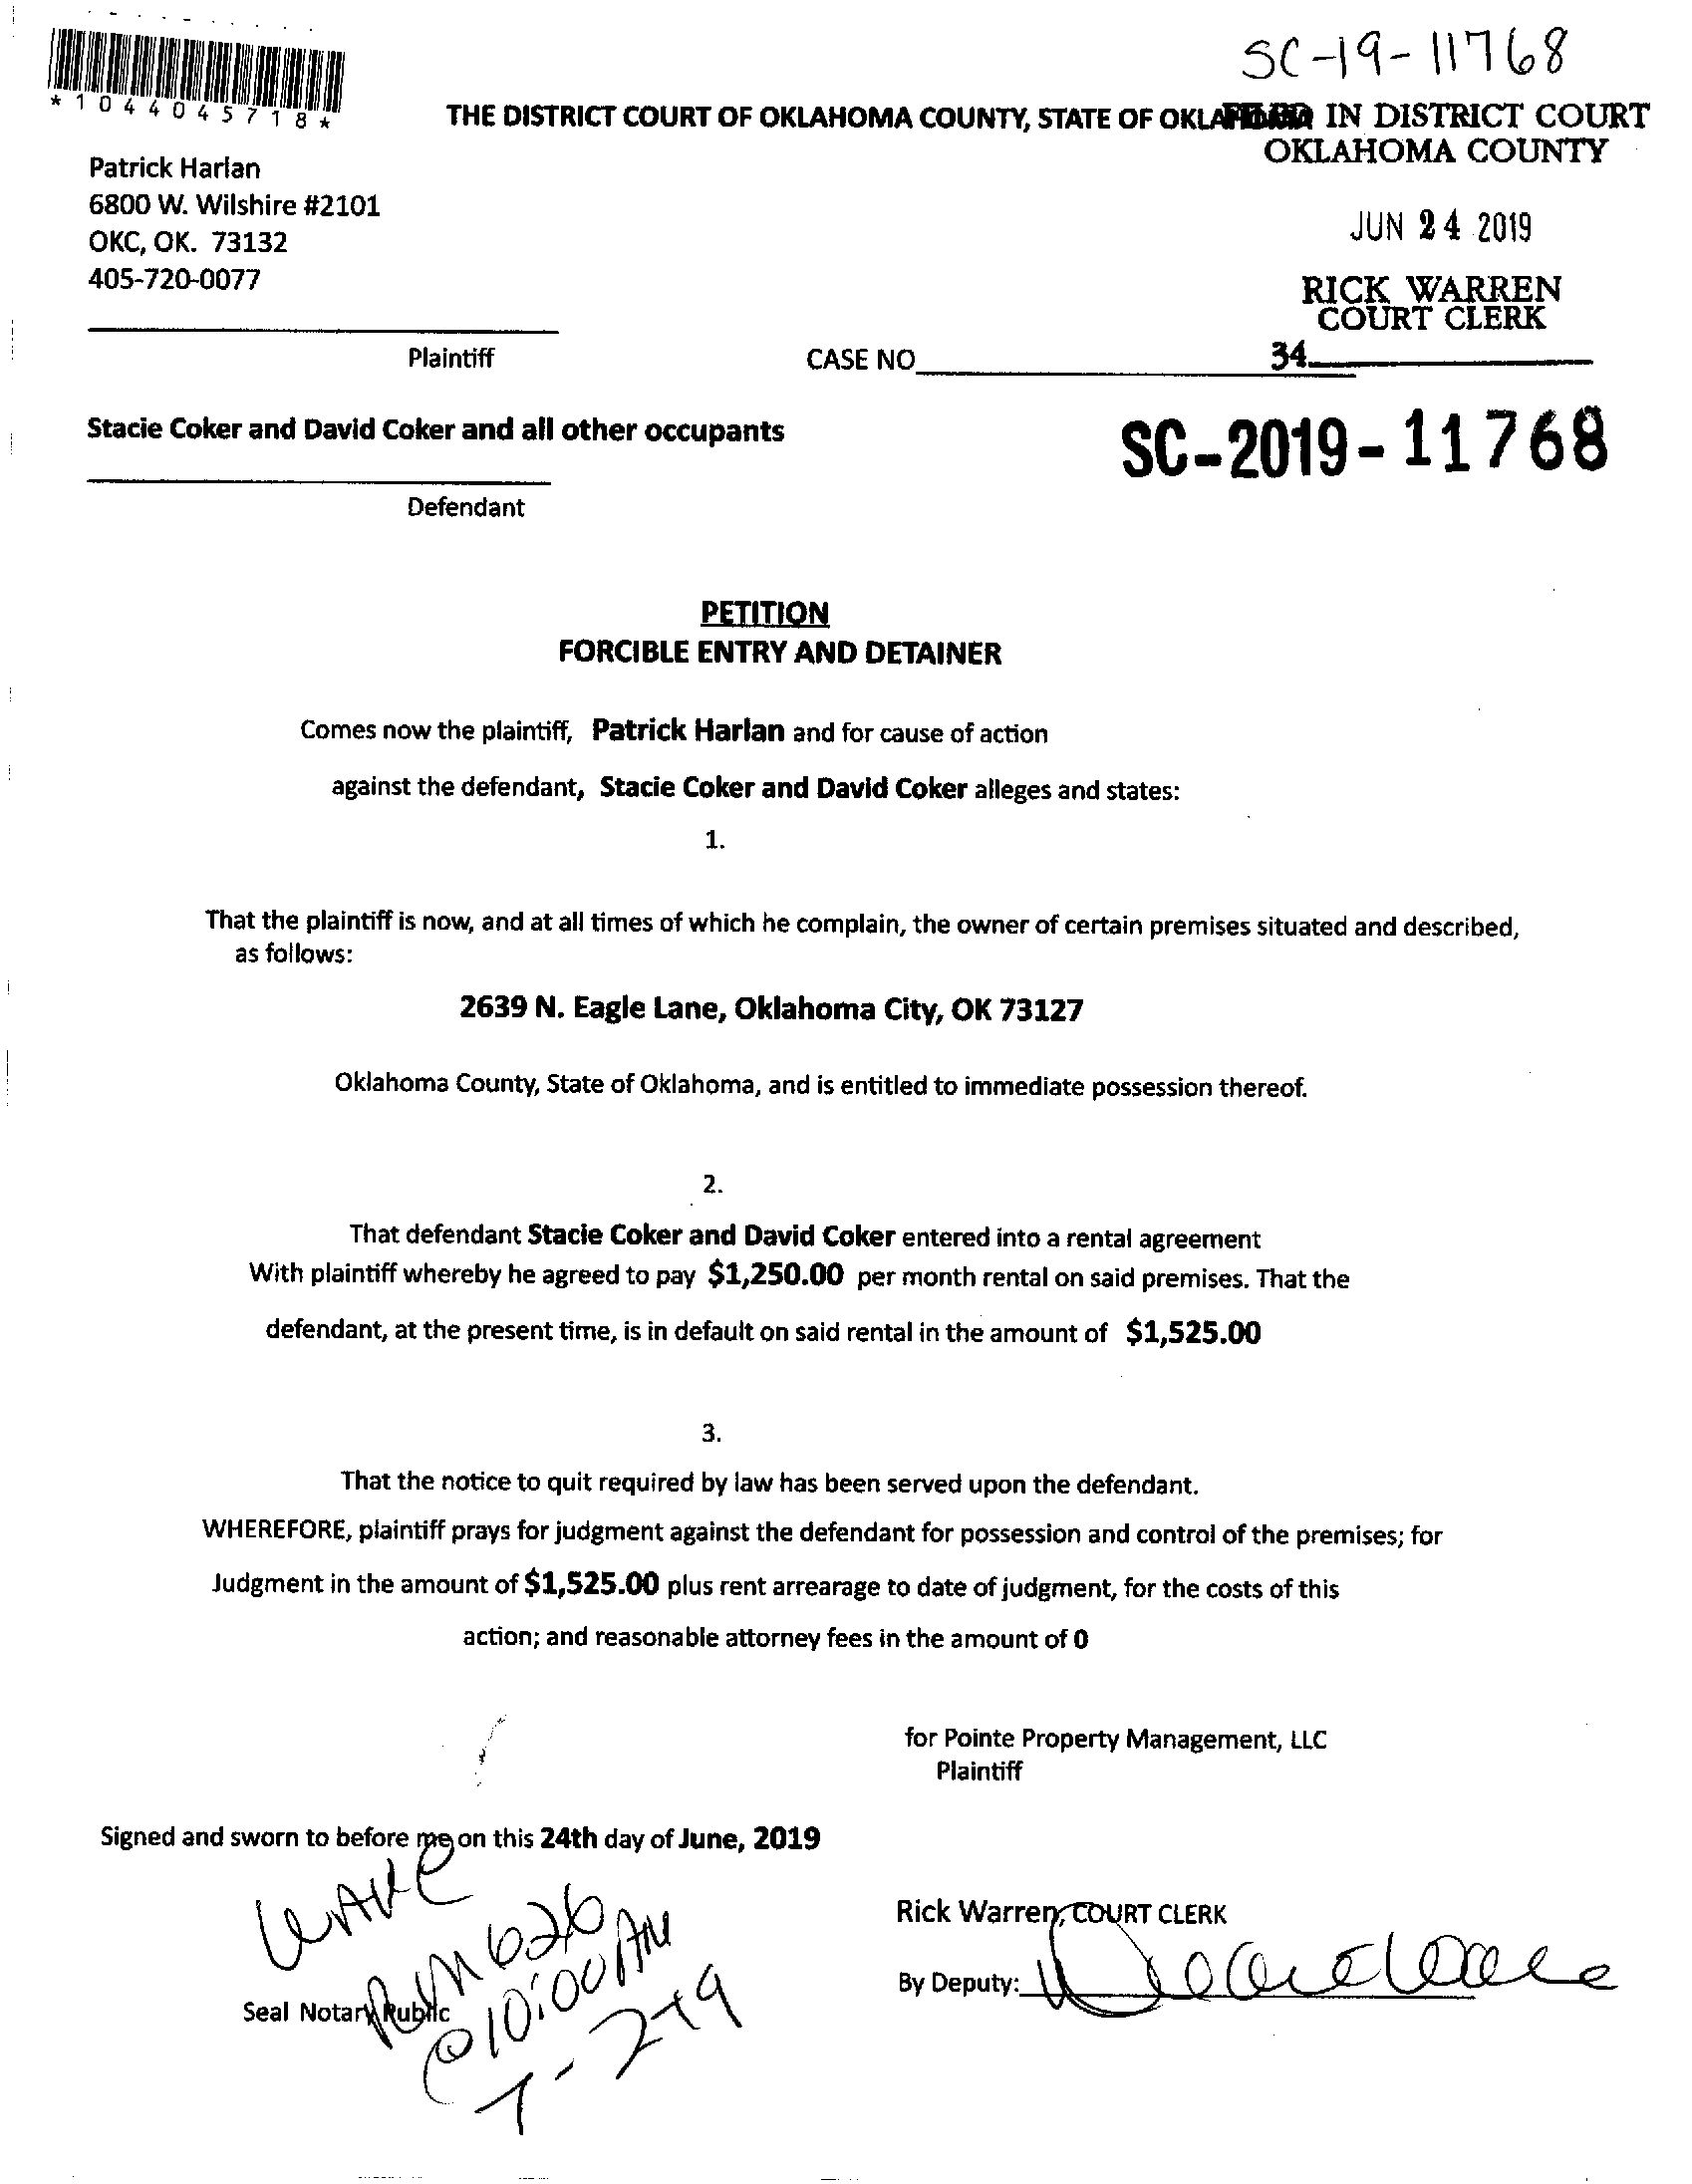 SC-19-11768
*1044045718*
THE DISTRICT COURT OF OKLAHOMA COUNTY, STATE OF
FILED IN DISTRICT COURT
OKLAHOMA COUNTY
Patrick Harlan
6800 W. Wilshire #2101
OKC, OK. 73132
405-720-0077
JUN 24 2019
RICK WARREN
COURT CLERK
Plaintiff
CASE NO
34
Stacie Coker and David Coker and all other occupants
SC-2019-11768
Defendant
PETITION
FORCIBLE ENTRY AND DETAINER
Comes now the plaintiff, Patrick Harlan and for cause of action
against the defendant, Stacie Coker and David Coker alleges and states:
1.
That the plaintiff is now, and at all times of which he complain, the owner of certain premises situated and described,
as follows:
2639 N. Eagle Lane, Oklahoma City, OK 73127
Oklahoma County, State of Oklahoma, and is entitled to immediate possession thereof.
2.
That defendant Stacie Coker and David Coker entered into a rental agreement
With plaintiff whereby he agreed to pay $1,250.00 per month rental on said premises. That the
defendant, at the present time, is in default on said rental in the amount of $1,525.00
3.
That the notice to quit required by law has been served upon the defendant.
WHEREFORE, plaintiff prays for judgment against the defendant for possession and control of the premises; for
Judgment in the amount of $1,525.00 plus rent arrearage to date of judgment, for the costs of this
action; and reasonable attorney fees in the amount of 0
for Pointe Property Management, LLC
Plaintiff
Signed and sworn to before me on this 24th day of June, 2019
Rick Warren, COURT CLERK
By Deputy:
Seal Notary Public
Rm 626
@ 10:00 AM